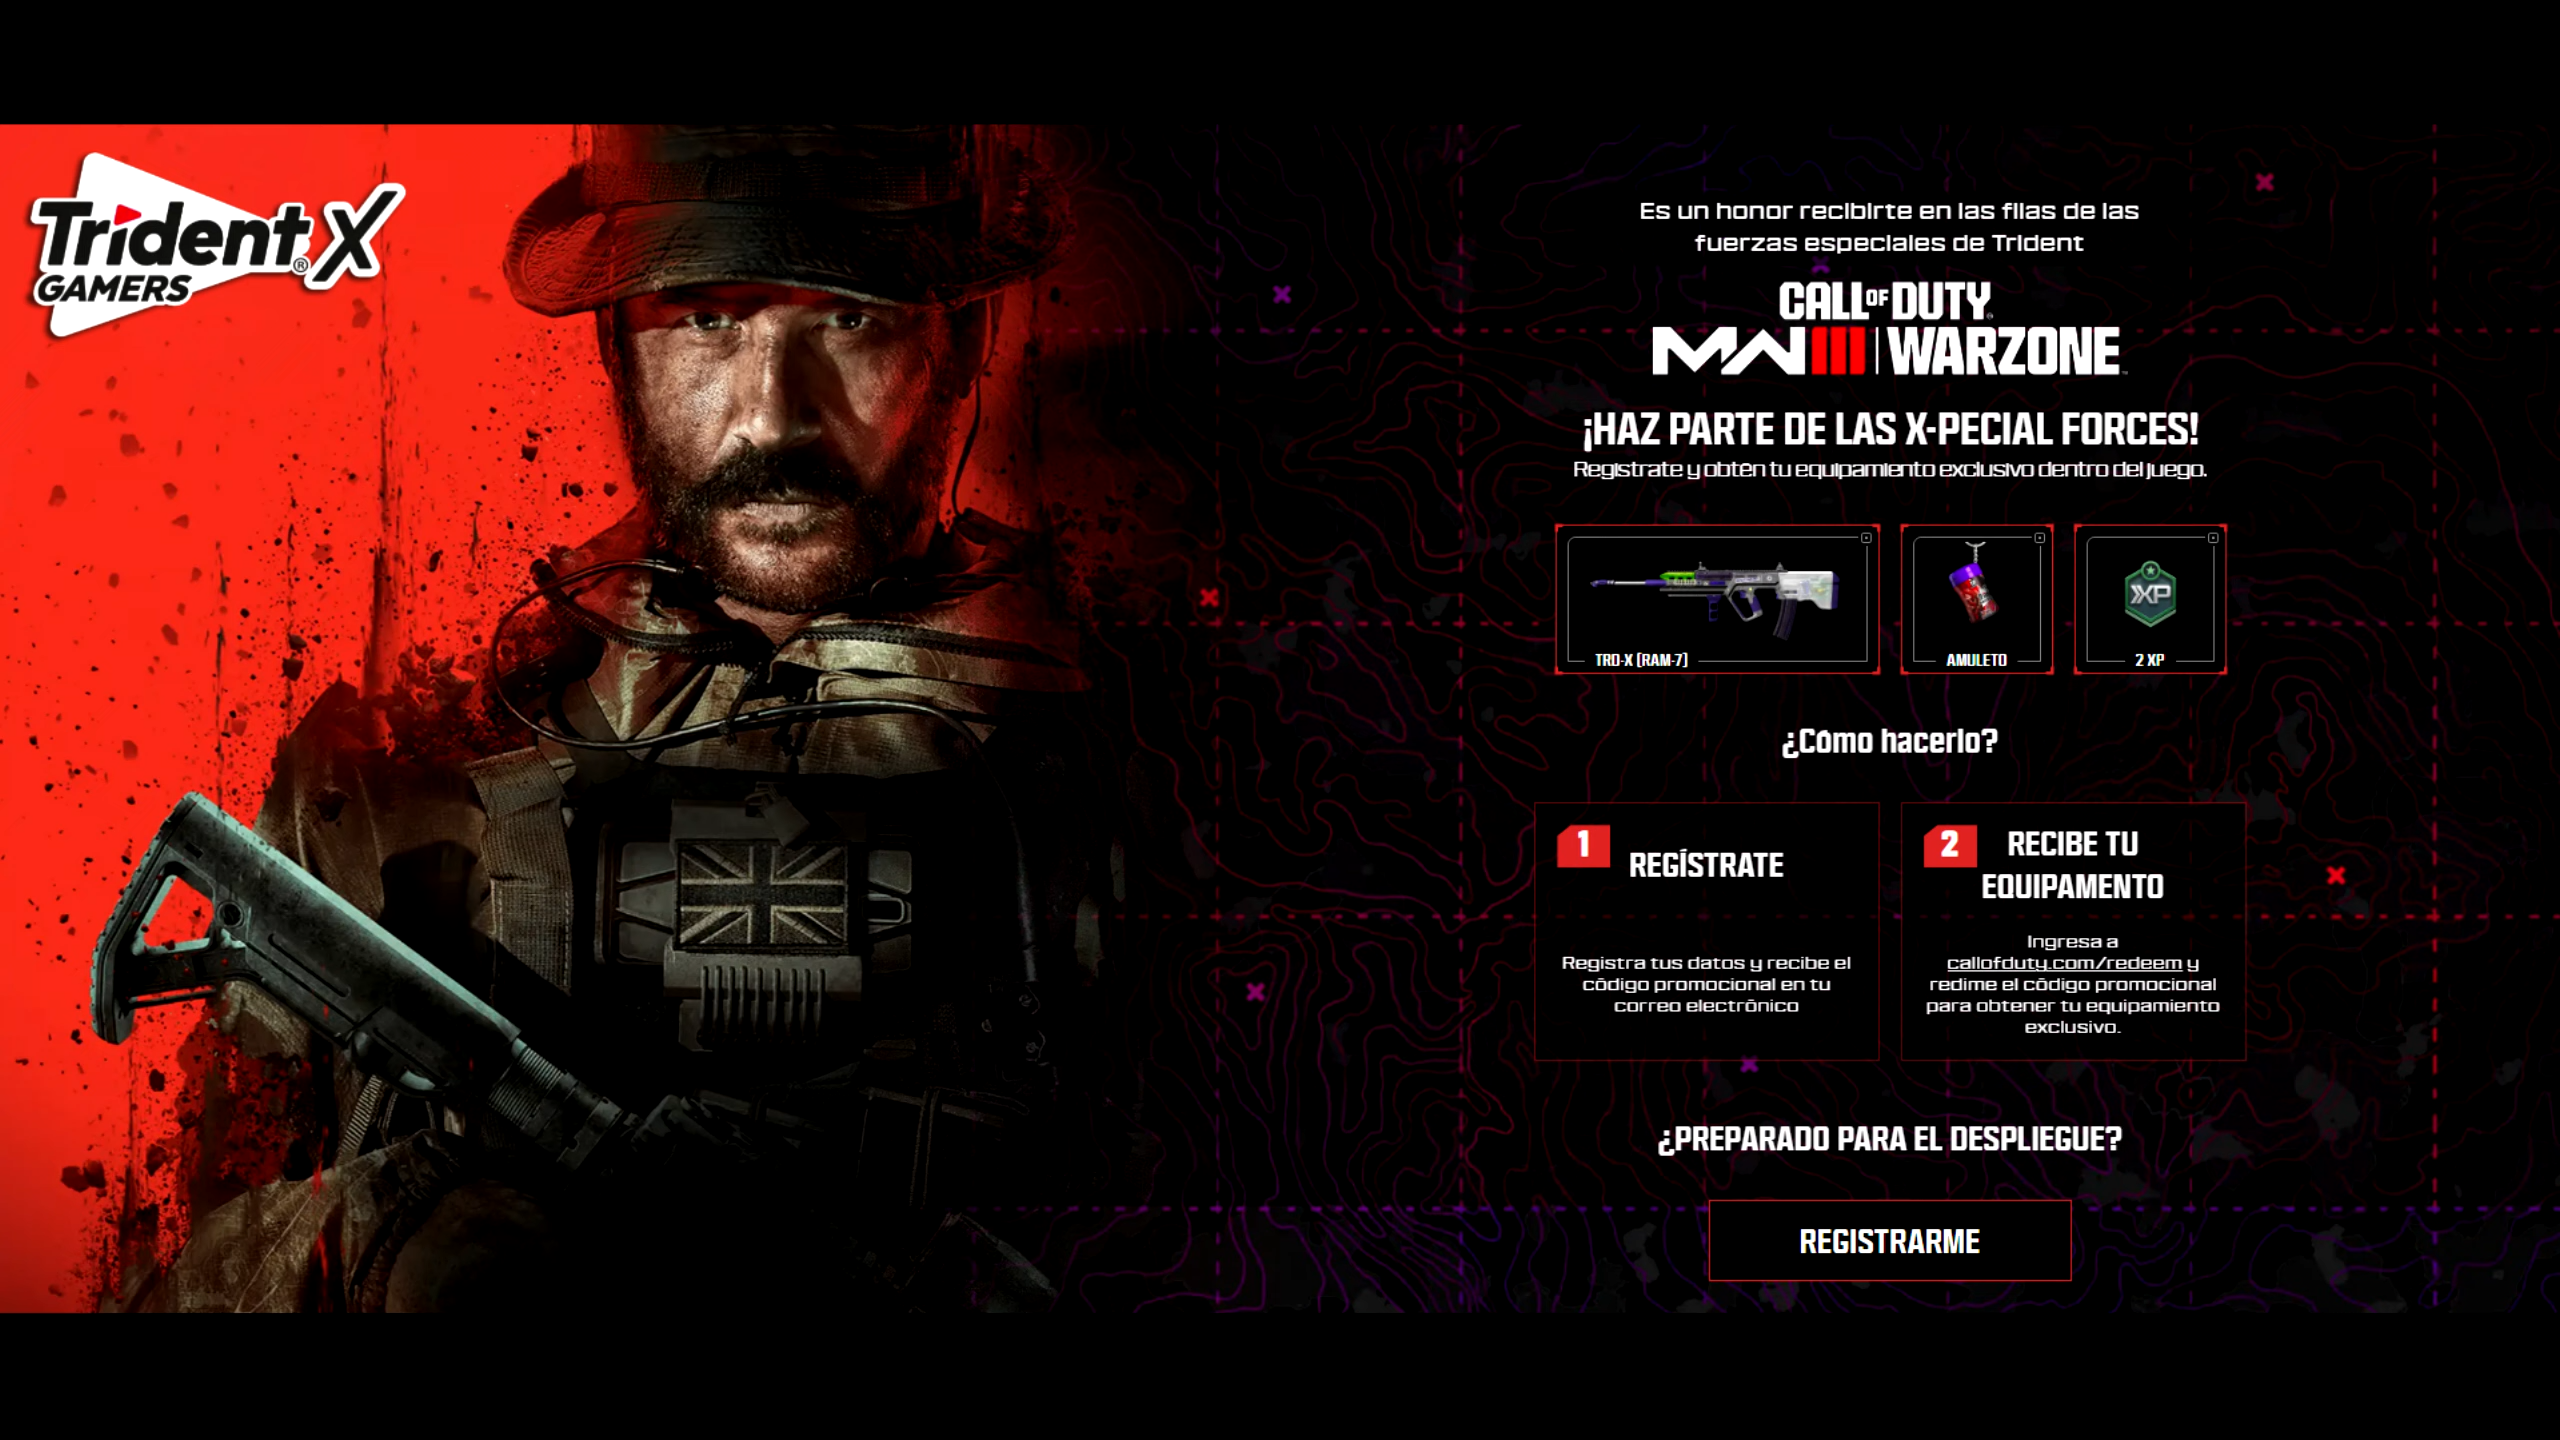 Trident® X
GAMERS
Es un honor recibirte en las filas de las
fuerzas especiales de Trident
CALL OF DUTY
MWIII | WARZONE
¡HAZ PARTE DE LAS X-PECIAL FORCES!
Regístrate y obtén tu equipamiento exclusivo dentro del juego.
TRD-X (RAM-7)
AMULETO
XP
2 XP
¿Cómo hacerlo?
1
REGÍSTRATE
Registra tus datos y recibe el
código promocional en tu
correo electrónico
2
RECIBE TU
EQUIPAMENTO
Ingresa a
callofduty.com/redeem y
redime el código promocional
para obtener tu equipamiento
exclusivo.
¿PREPARADO PARA EL DESPLIEGUE?
REGISTRARME